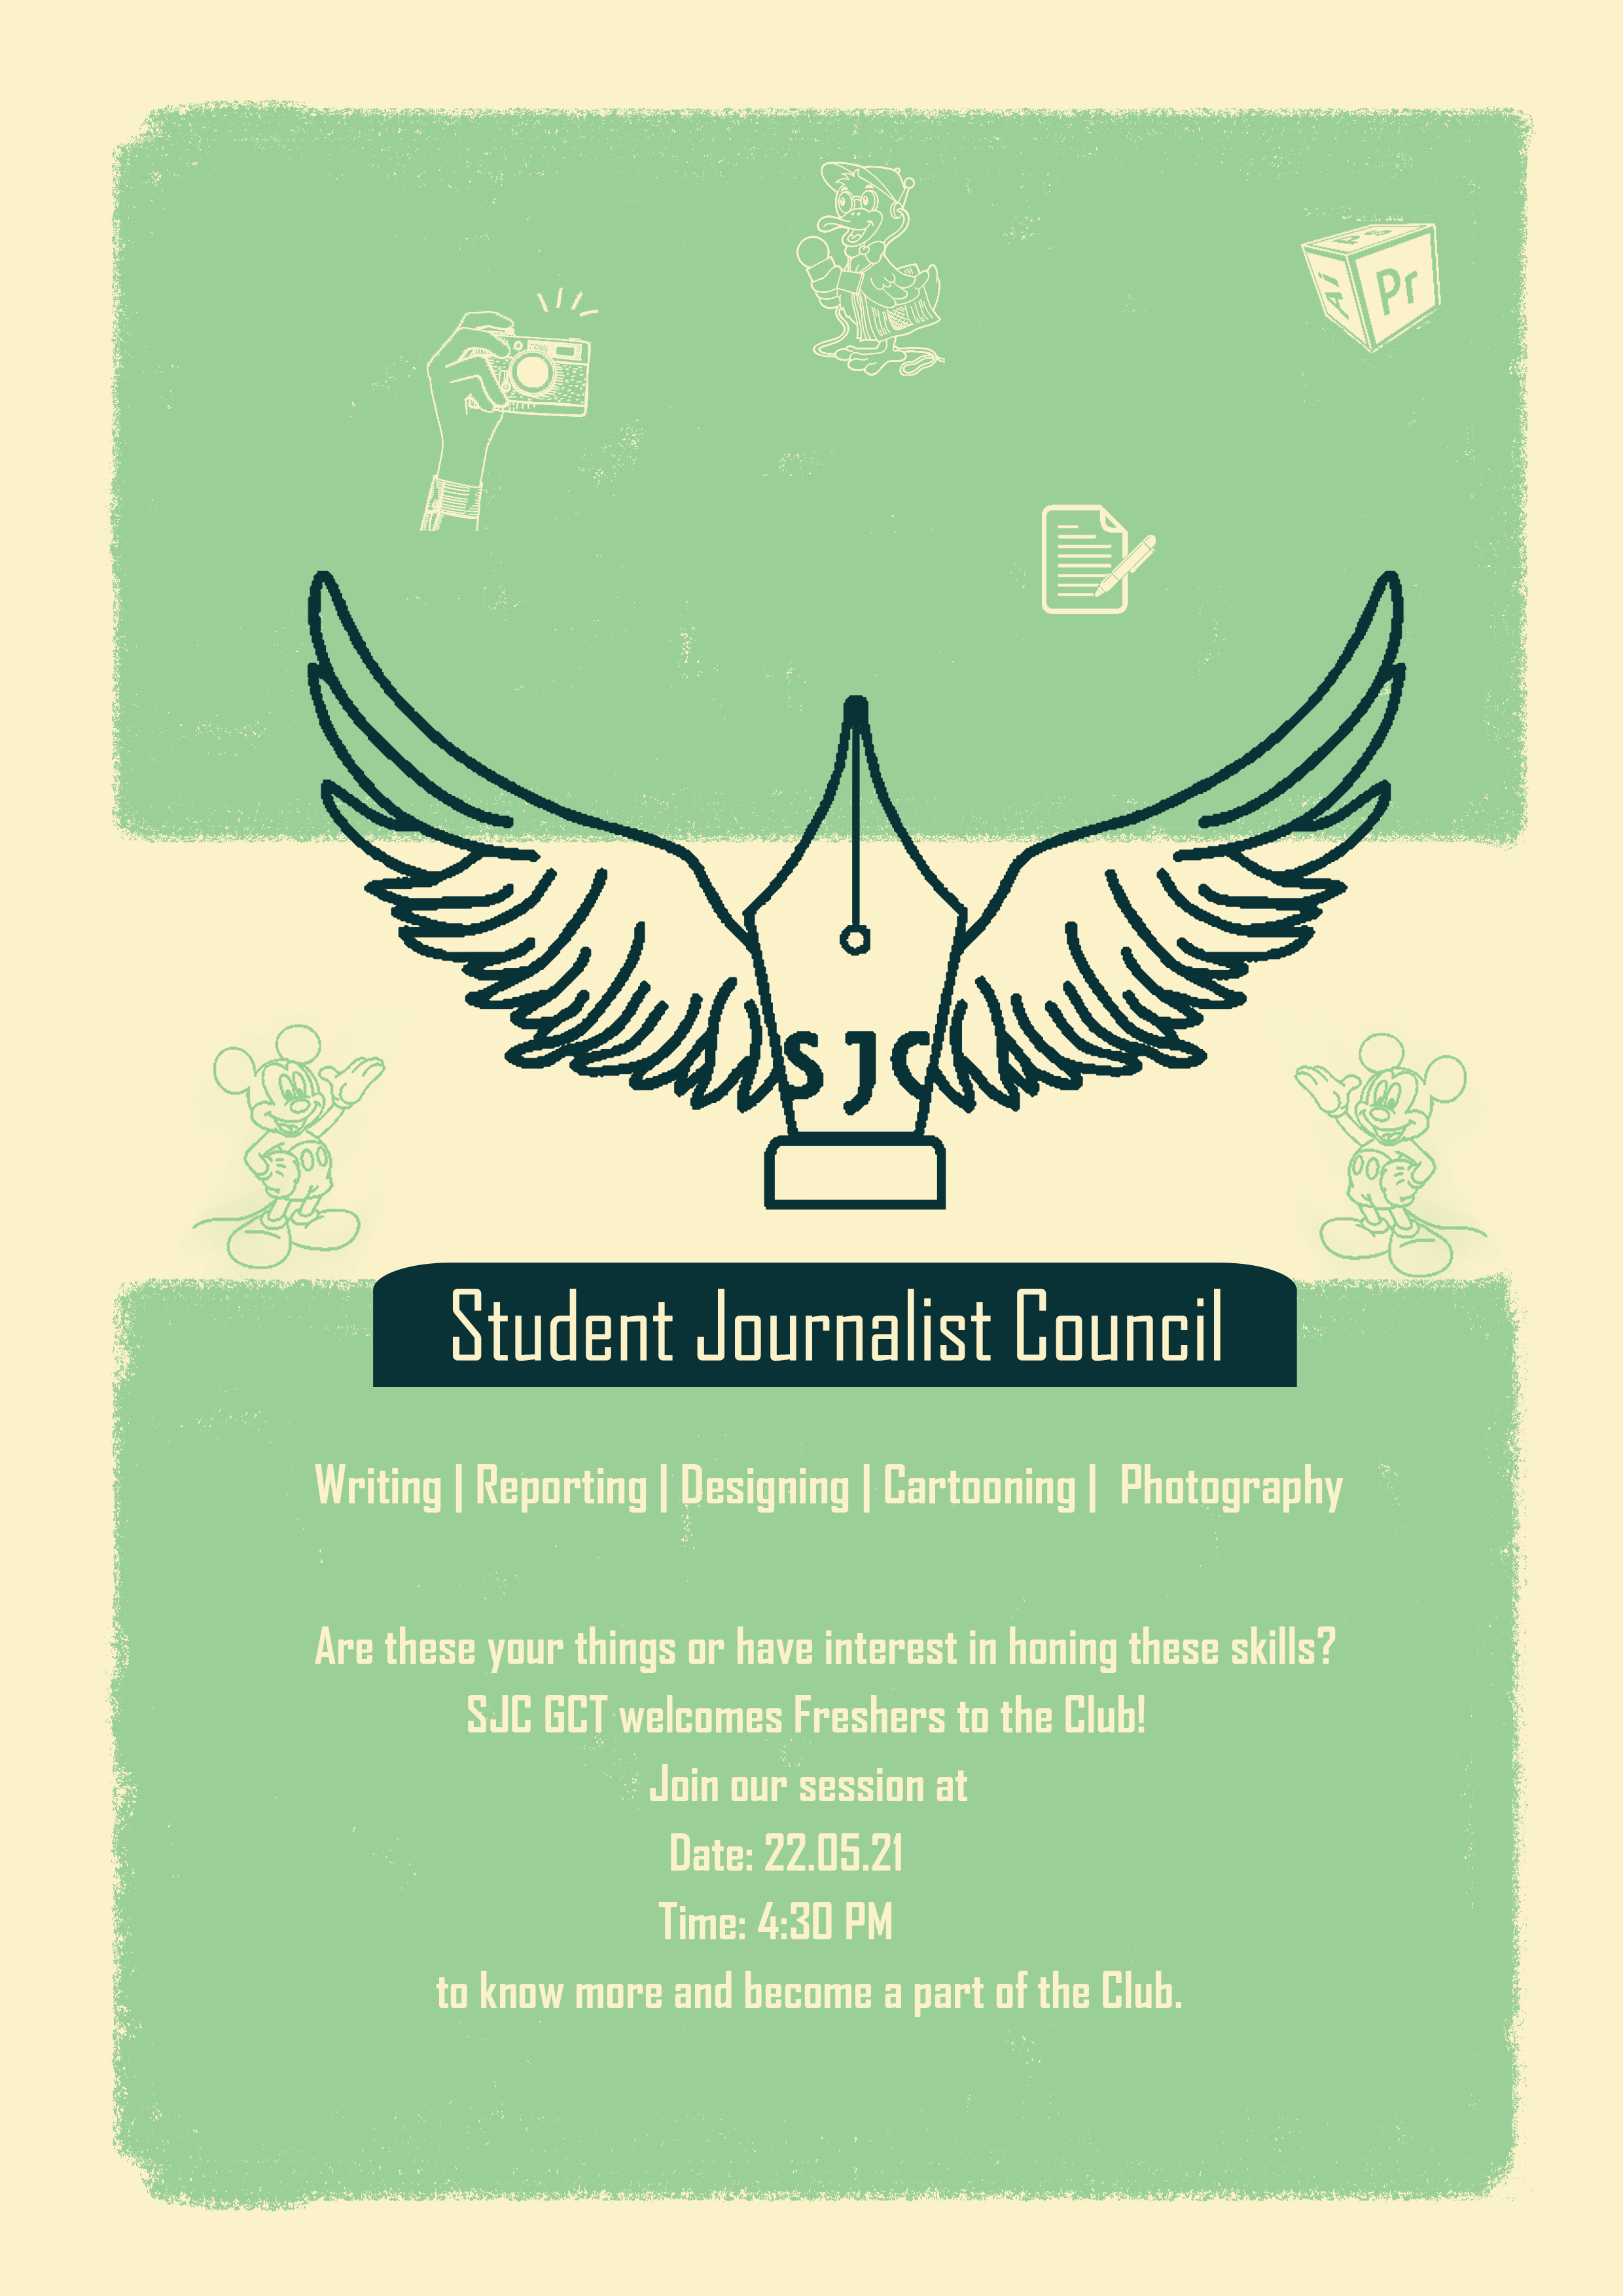 Ai
Pr
SJC
Student Journalist Council
Writing | Reporting | Designing | Cartooning | Photography
Are these your things or have interest in honing these skills?
SJC GCT welcomes Freshers to the Club!
Join our session at
Date: 22.05.21
Time: 4:30 PM
to know more and become a part of the Club.